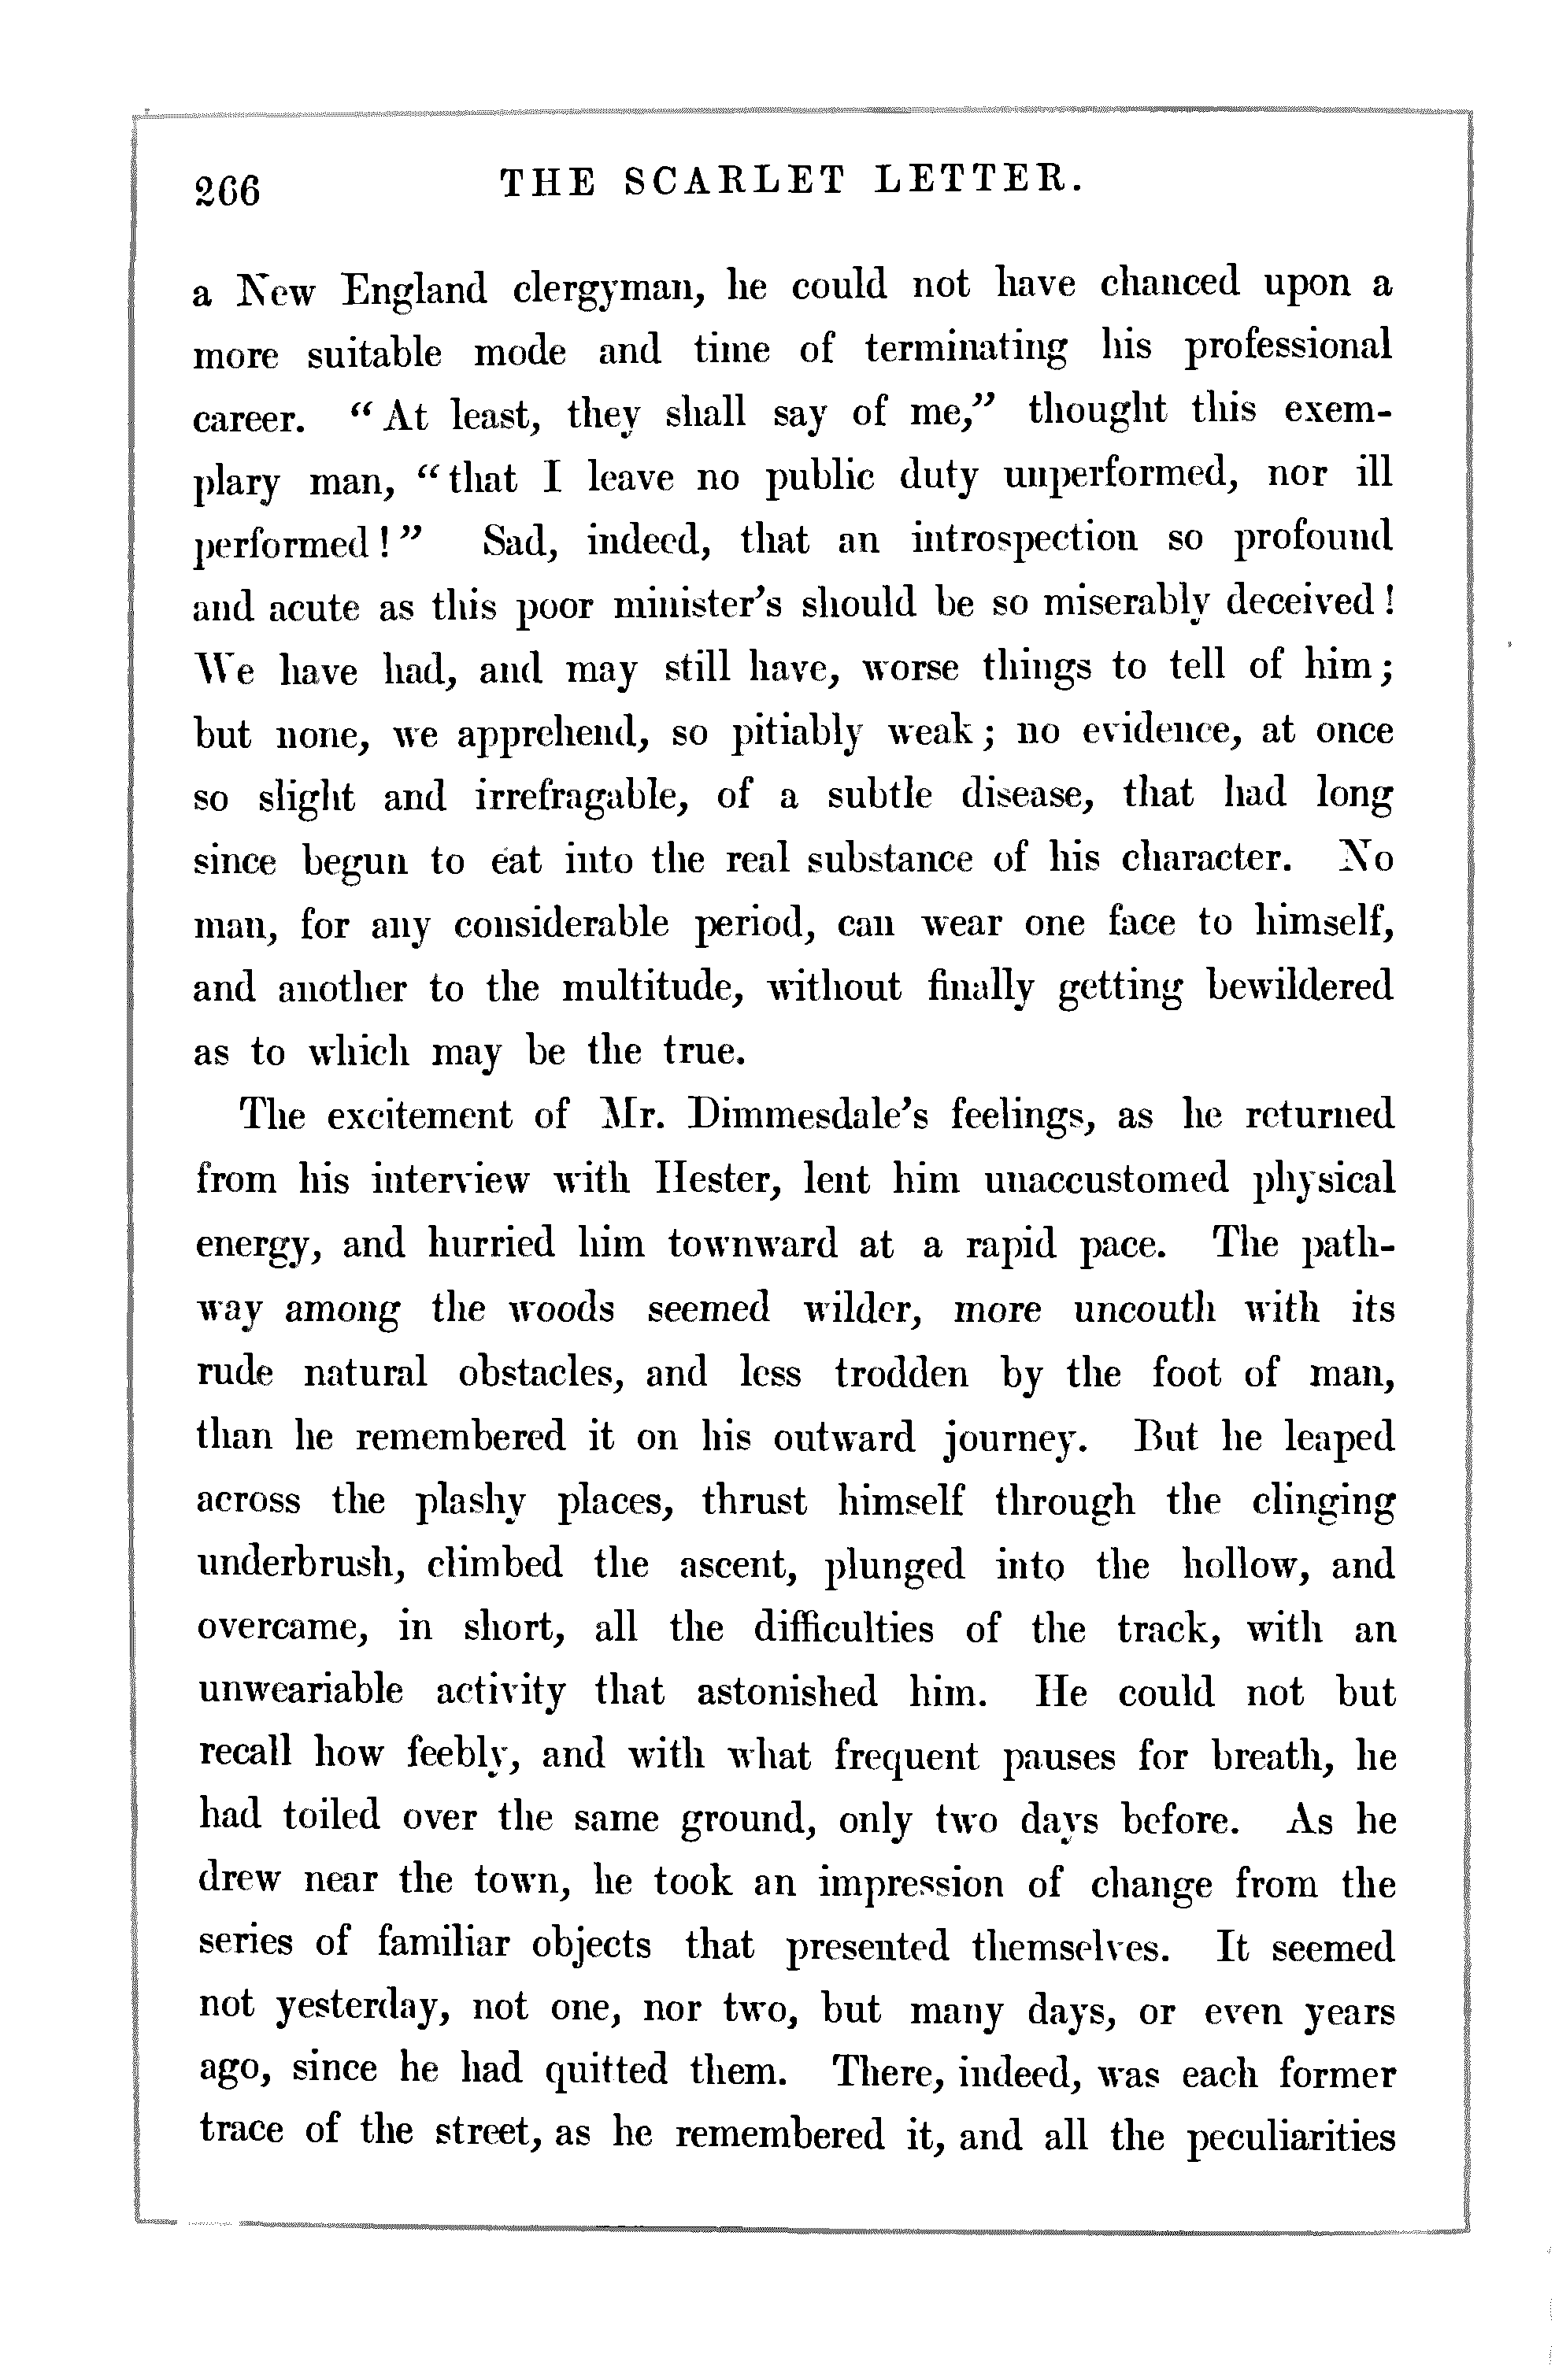 266 THE SCARLET LETTER.
a New England clergyman, he could not have chanced upon a
more suitable mode and time of terminating his professional
career. “At least, they shall say of me,” thought this exem-
plary man, “that I leave no public duty unperformed, nor ill
performed!” Sad, indeed, that an introspection so profound
and acute as this poor minister’s should be so miserably deceived!
We have had, and may still have, worse things to tell of him;
but none, we apprehend, so pitiably weak; no evidence, at once
so slight and irrefragable, of a subtle disease, that had long
since begun to eat into the real substance of his character. No
man, for any considerable period, can wear one face to himself,
and another to the multitude, without finally getting bewildered
as to which may be the true.
The excitement of Mr. Dimmesdale’s feelings, as he returned
from his interview with Hester, lent him unaccustomed physical
energy, and hurried him townward at a rapid pace. The path-
way among the woods seemed wilder, more uncouth with its
rude natural obstacles, and less trodden by the foot of man,
than he remembered it on his outward journey. But he leaped
across the plashy places, thrust himself through the clinging
underbrush, climbed the ascent, plunged into the hollow, and
overcame, in short, all the difficulties of the track, with an
unweariable activity that astonished him. He could not but
recall how feebly, and with what frequent pauses for breath, he
had toiled over the same ground, only two days before. As he
drew near the town, he took an impression of change from the
series of familiar objects that presented themselves. It seemed
not yesterday, not one, nor two, but many days, or even years
ago, since he had quitted them. There, indeed, was each former
trace of the street, as he remembered it, and all the peculiarities